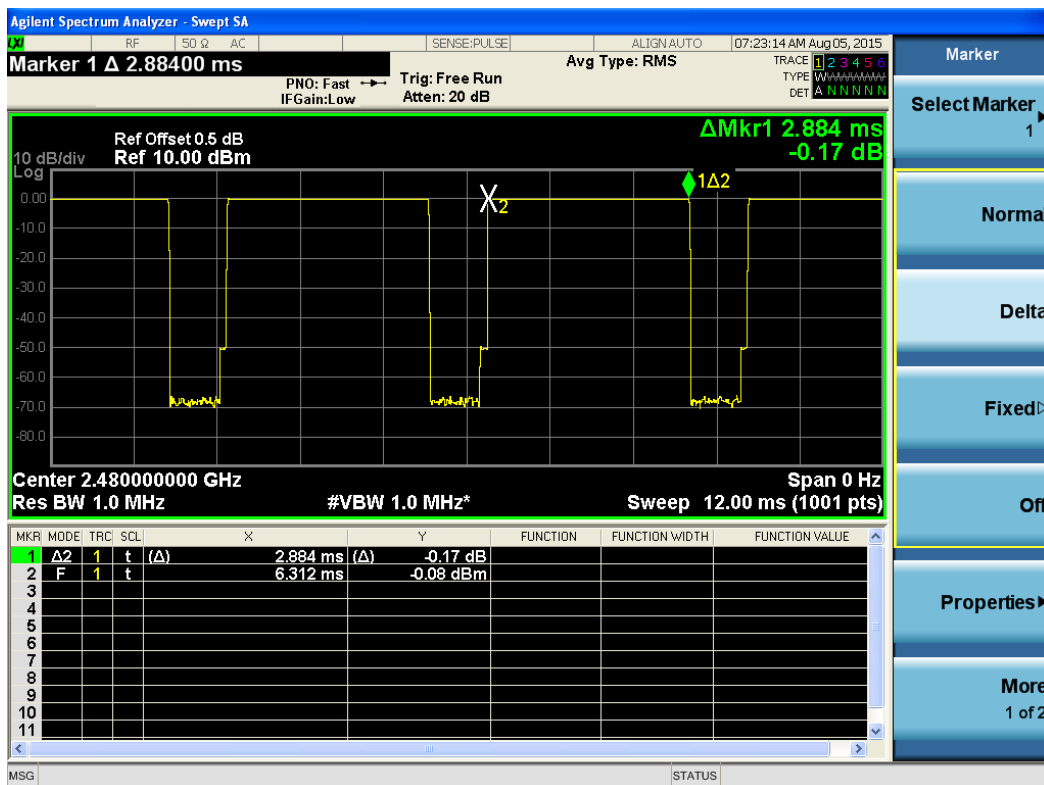 Agilent Spectrum Analyzer - Swept SA
LXI RF 50 Ω AC SENSE:PULSE ALIGN AUTO 07:23:14 AM Aug 05, 2015
Marker 1 Δ 2.88400 ms
PNO: Fast
IFGain:Low
Trig: Free Run
Atten: 20 dB
Avg Type: RMS
TRACE 1 2 3 4 5 6
TYPE
DET A N N N N N
ΔMkr1 2.884 ms
-0.17 dB
Ref Offset 0.5 dB
10 dB/div Ref 10.00 dBm
Log
0.00
-10.0
-20.0
-30.0
-40.0
-50.0
-60.0
-70.0
-80.0
X2
1Δ2
Center 2.480000000 GHz Span 0 Hz
Res BW 1.0 MHz #VBW 1.0 MHz* Sweep 12.00 ms (1001 pts)
MKR MODE TRC SCL X Y FUNCTION FUNCTION WIDTH FUNCTION VALUE
1 Δ2 1 t (Δ) 2.884 ms (Δ) -0.17 dB
2 F 1 t 6.312 ms -0.08 dBm
3
4
5
6
7
8
9
10
11
MSG STATUS
Marker
Select Marker
1
Normal
Delta
Fixed
Off
Properties
More
1 of 2